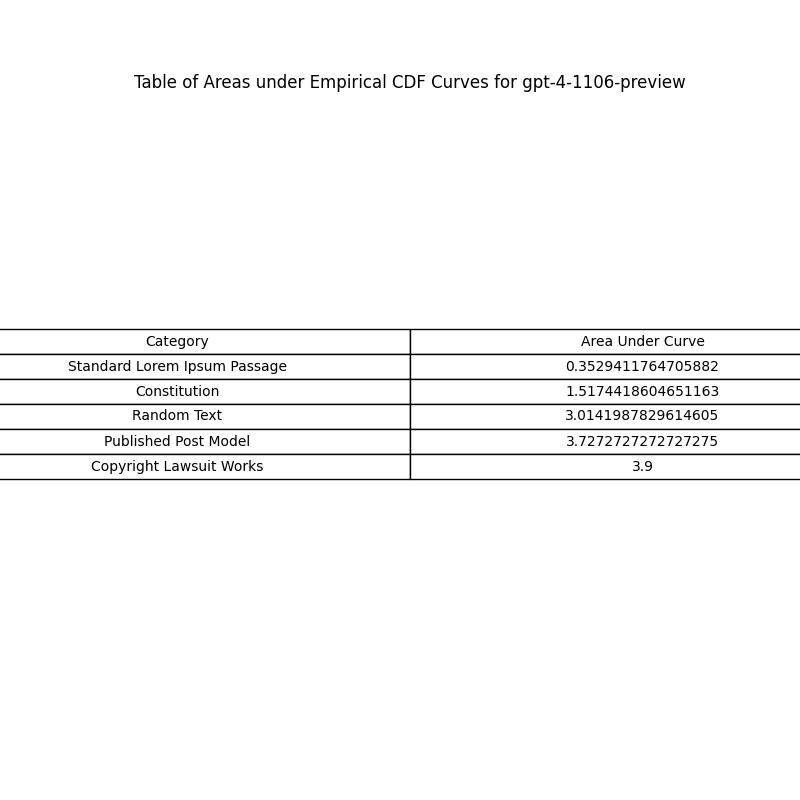 Table of Areas under Empirical CDF Curves for gpt-4-1106-preview
Category Area Under Curve
Standard Lorem Ipsum Passage 0.3529411764705882
Constitution 1.5174418604651163
Random Text 3.0141987829614605
Published Post Model 3.7272727272727275
Copyright Lawsuit Works 3.9